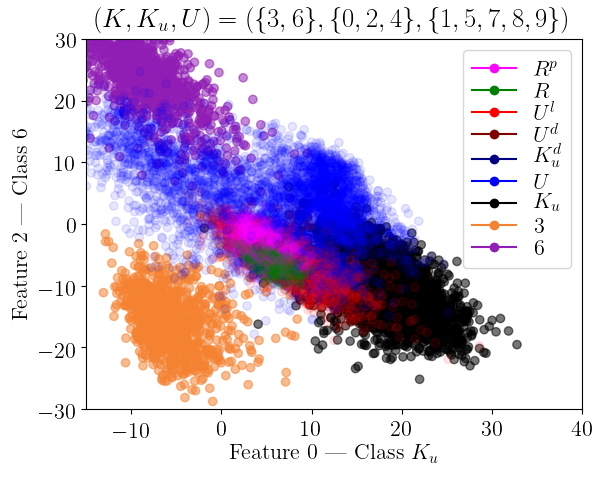 (K, K_u, U) = ({3, 6}, {0, 2, 4}, {1, 5, 7, 8, 9})
30
20
10
0
−10
−20
−30
Feature 2 — Class 6
R^p
R
U^l
U^d
K_u^d
U
K_u
3
6
−10
0
10
20
30
40
Feature 0 — Class K_u